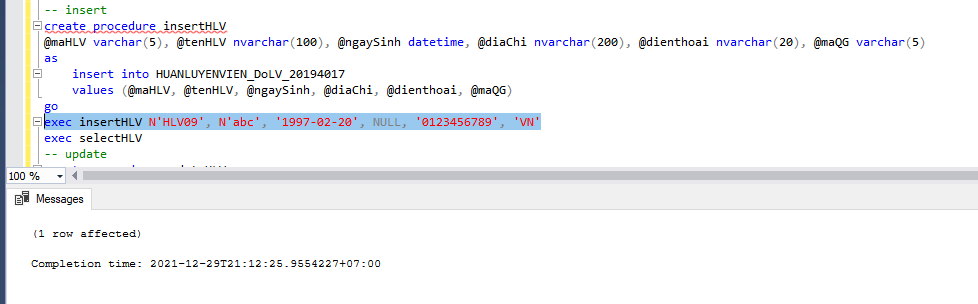 -- insert
create procedure insertHLV
@maHLV varchar(5), @tenHLV nvarchar(100), @ngaySinh datetime, @diaChi nvarchar(200), @dienthoai nvarchar(20), @maQG varchar(5)
as
insert into HUANLUYENVIEN_DoLV_20194017
values (@maHLV, @tenHLV, @ngaySinh, @diaChi, @dienthoai, @maQG)
go
exec insertHLV N'HLV09', N'abc', '1997-02-20', NULL, '0123456789', 'VN'
exec selectHLV
-- update
100 %
Messages
(1 row affected)
Completion time: 2021-12-29T21:12:25.9554227+07:00